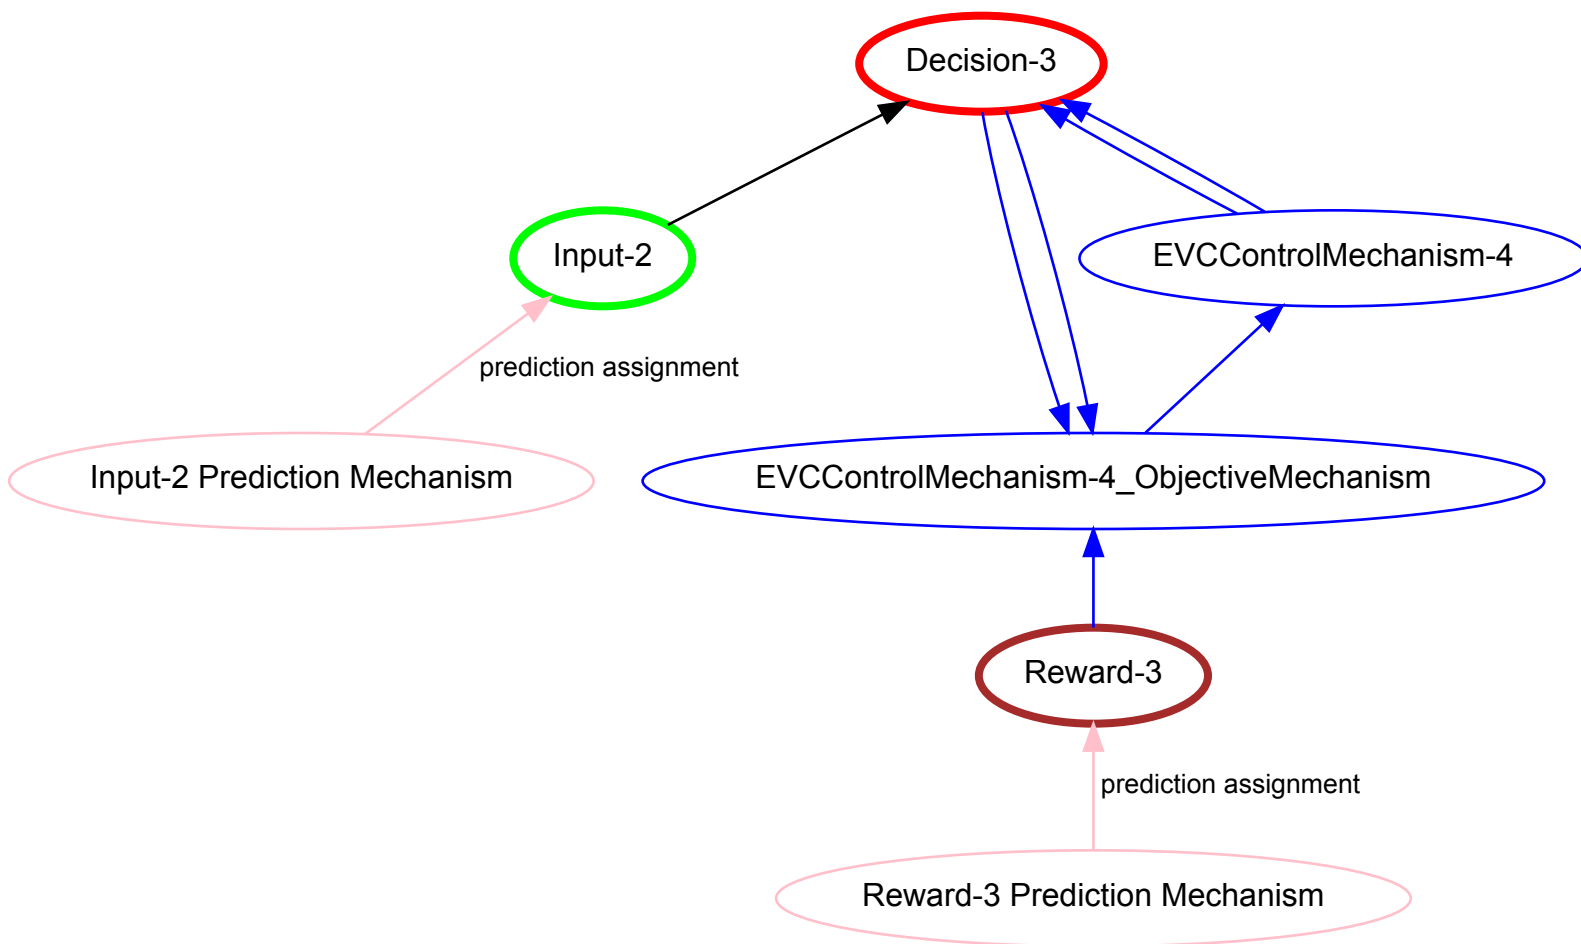 Decision-3
Input-2
EVCControlMechanism-4
prediction assignment
Input-2 Prediction Mechanism
EVCControlMechanism-4_ObjectiveMechanism
Reward-3
prediction assignment
Reward-3 Prediction Mechanism